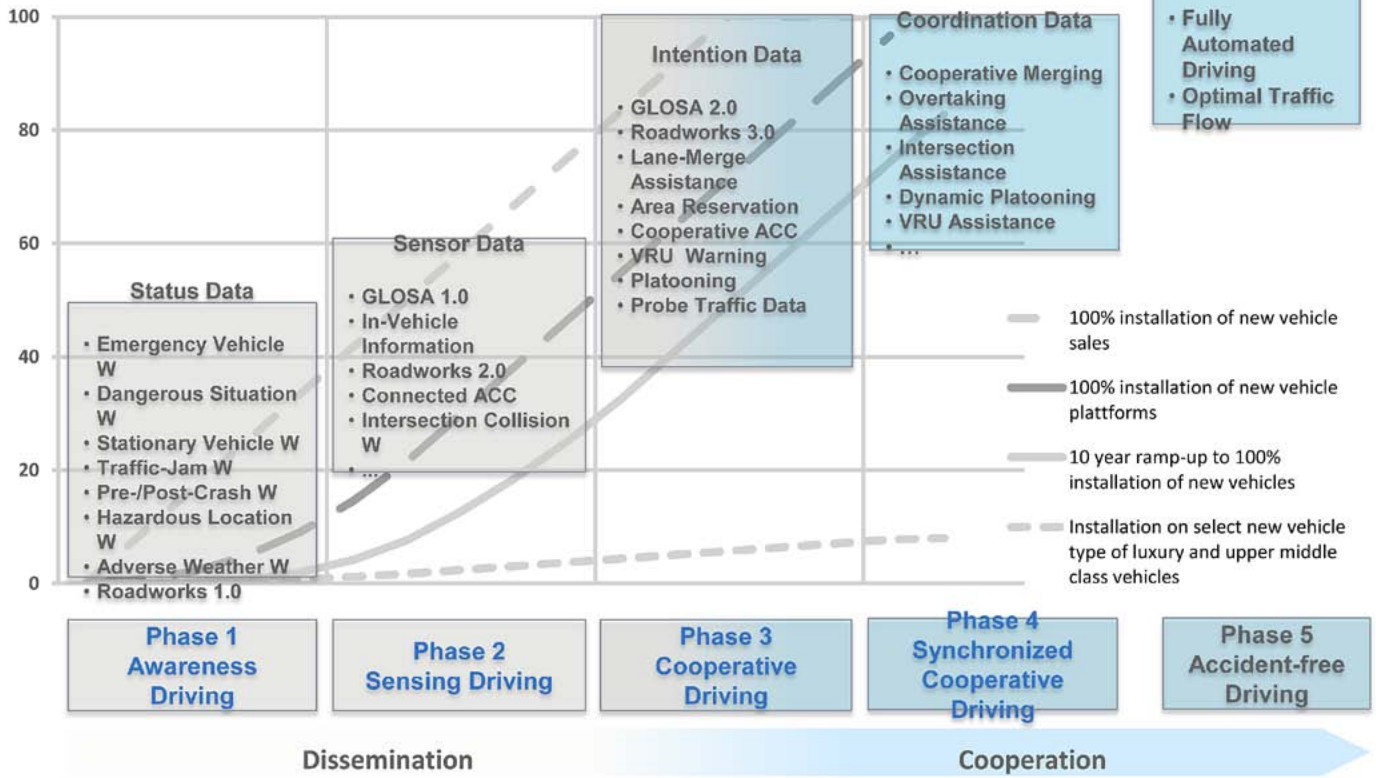 100
80
60
40
20
0
Status Data
• Emergency Vehicle
W
• Dangerous Situation
W
• Stationary Vehicle W
• Traffic-Jam W
• Pre-/Post-Crash W
• Hazardous Location
W
• Adverse Weather W
• Roadworks 1.0
Sensor Data
• GLOSA 1.0
• In-Vehicle
Information
• Roadworks 2.0
• Connected ACC
• Intersection Collision
W
• ...
Intention Data
• GLOSA 2.0
• Roadworks 3.0
• Lane-Merge
Assistance
• Area Reservation
• Cooperative ACC
• VRU Warning
• Platooning
• Probe Traffic Data
Coordination Data
• Cooperative Merging
• Overtaking
Assistance
• Intersection
Assistance
• Dynamic Platooning
• VRU Assistance
• ...
• Fully
Automated
Driving
• Optimal Traffic
Flow
100% installation of new vehicle
sales
100% installation of new vehicle
plattforms
10 year ramp-up to 100%
installation of new vehicles
Installation on select new vehicle
type of luxury and upper middle
class vehicles
Phase 1
Awareness
Driving
Phase 2
Sensing Driving
Phase 3
Cooperative
Driving
Phase 4
Synchronized
Cooperative
Driving
Phase 5
Accident-free
Driving
Dissemination
Cooperation